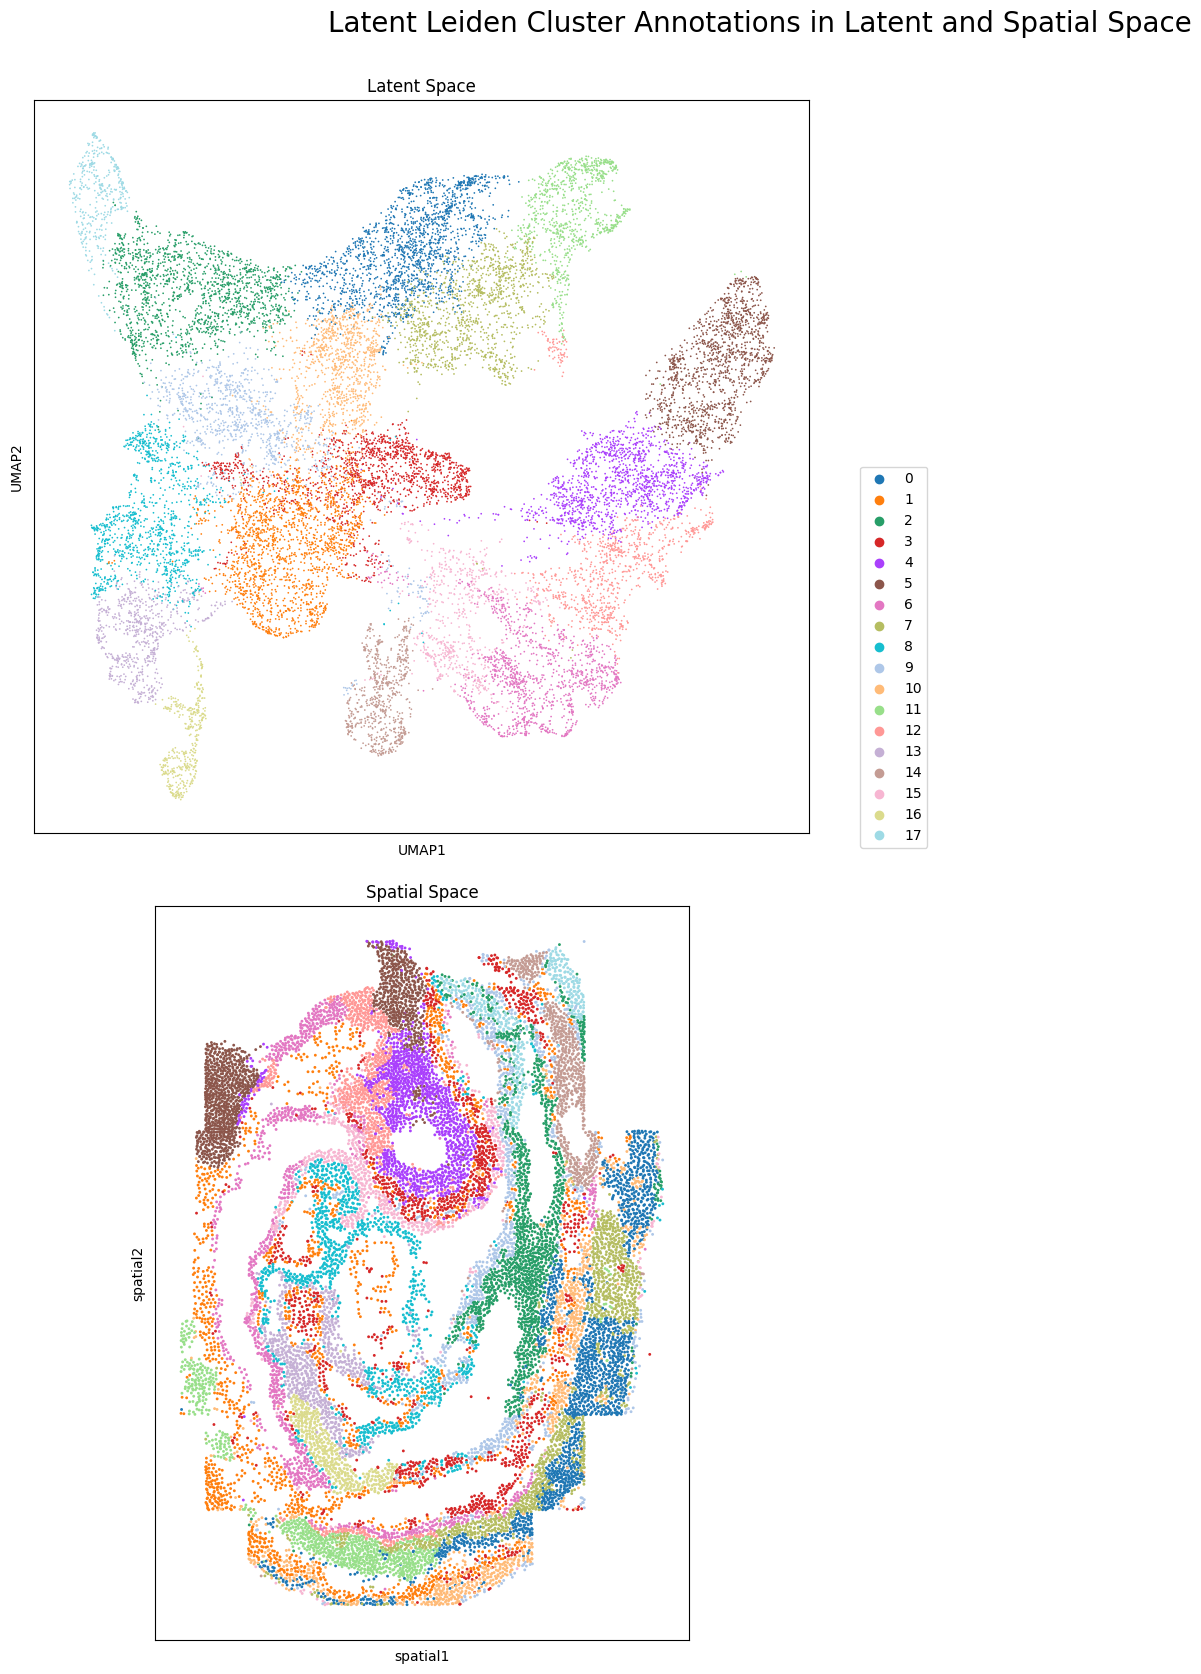 Latent Leiden Cluster Annotations in Latent and Spatial Space
Latent Space
UMAP2
UMAP1
0
1
2
3
4
5
6
7
8
9
10
11
12
13
14
15
16
17
Spatial Space
spatial2
spatial1